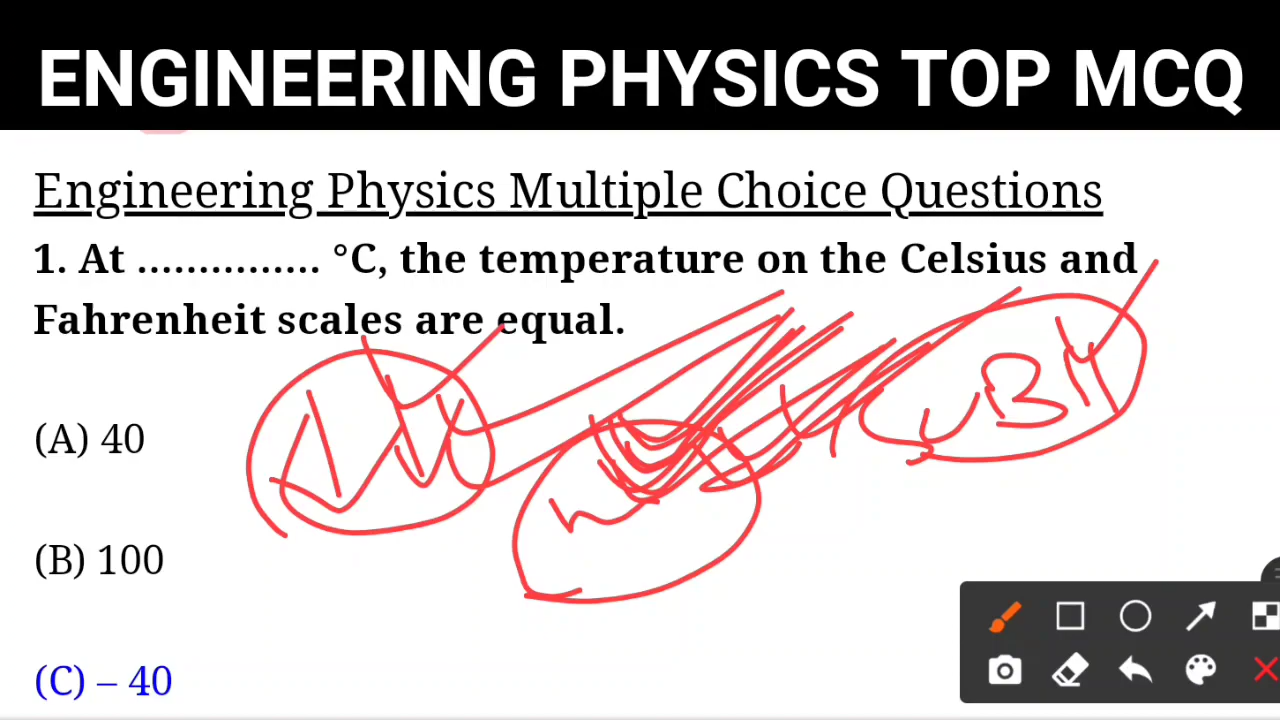 ENGINEERING PHYSICS TOP MCQ
Engineering Physics Multiple Choice Questions
1. At ............... °C, the temperature on the Celsius and
Fahrenheit scales are equal.
(A) 40
(B) 100
(C) – 40